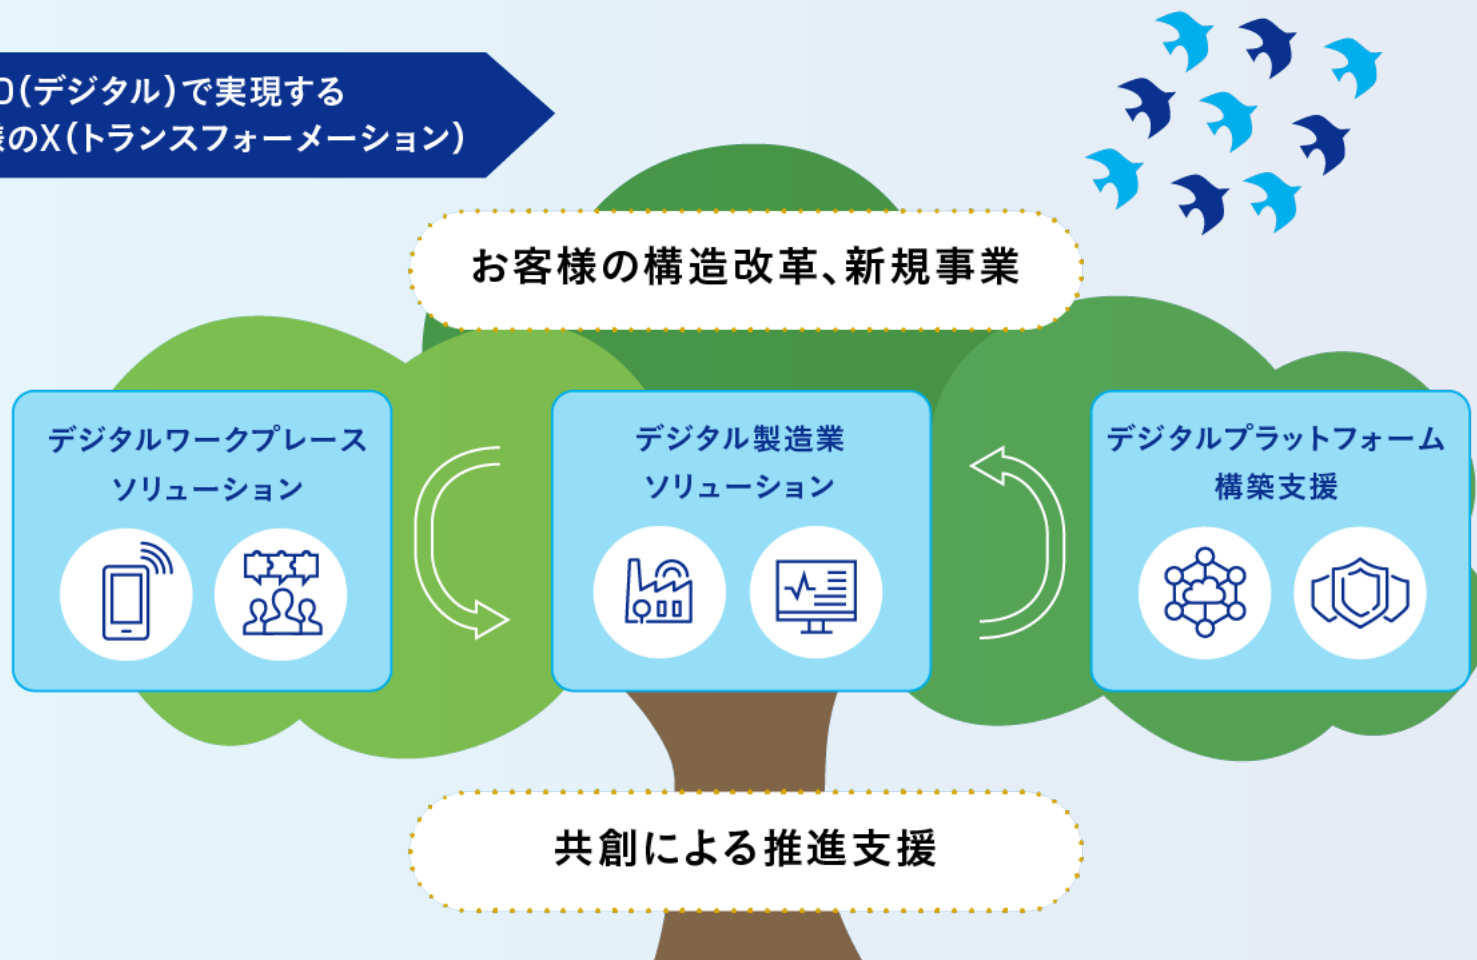 D(デジタル)で実現する
様のX(トランスフォーメーション)
お客様の構造改革、新規事業
デジタルワークプレース
ソリューション
デジタル製造業
ソリューション
デジタルプラットフォーム
構築支援
共創による推進支援